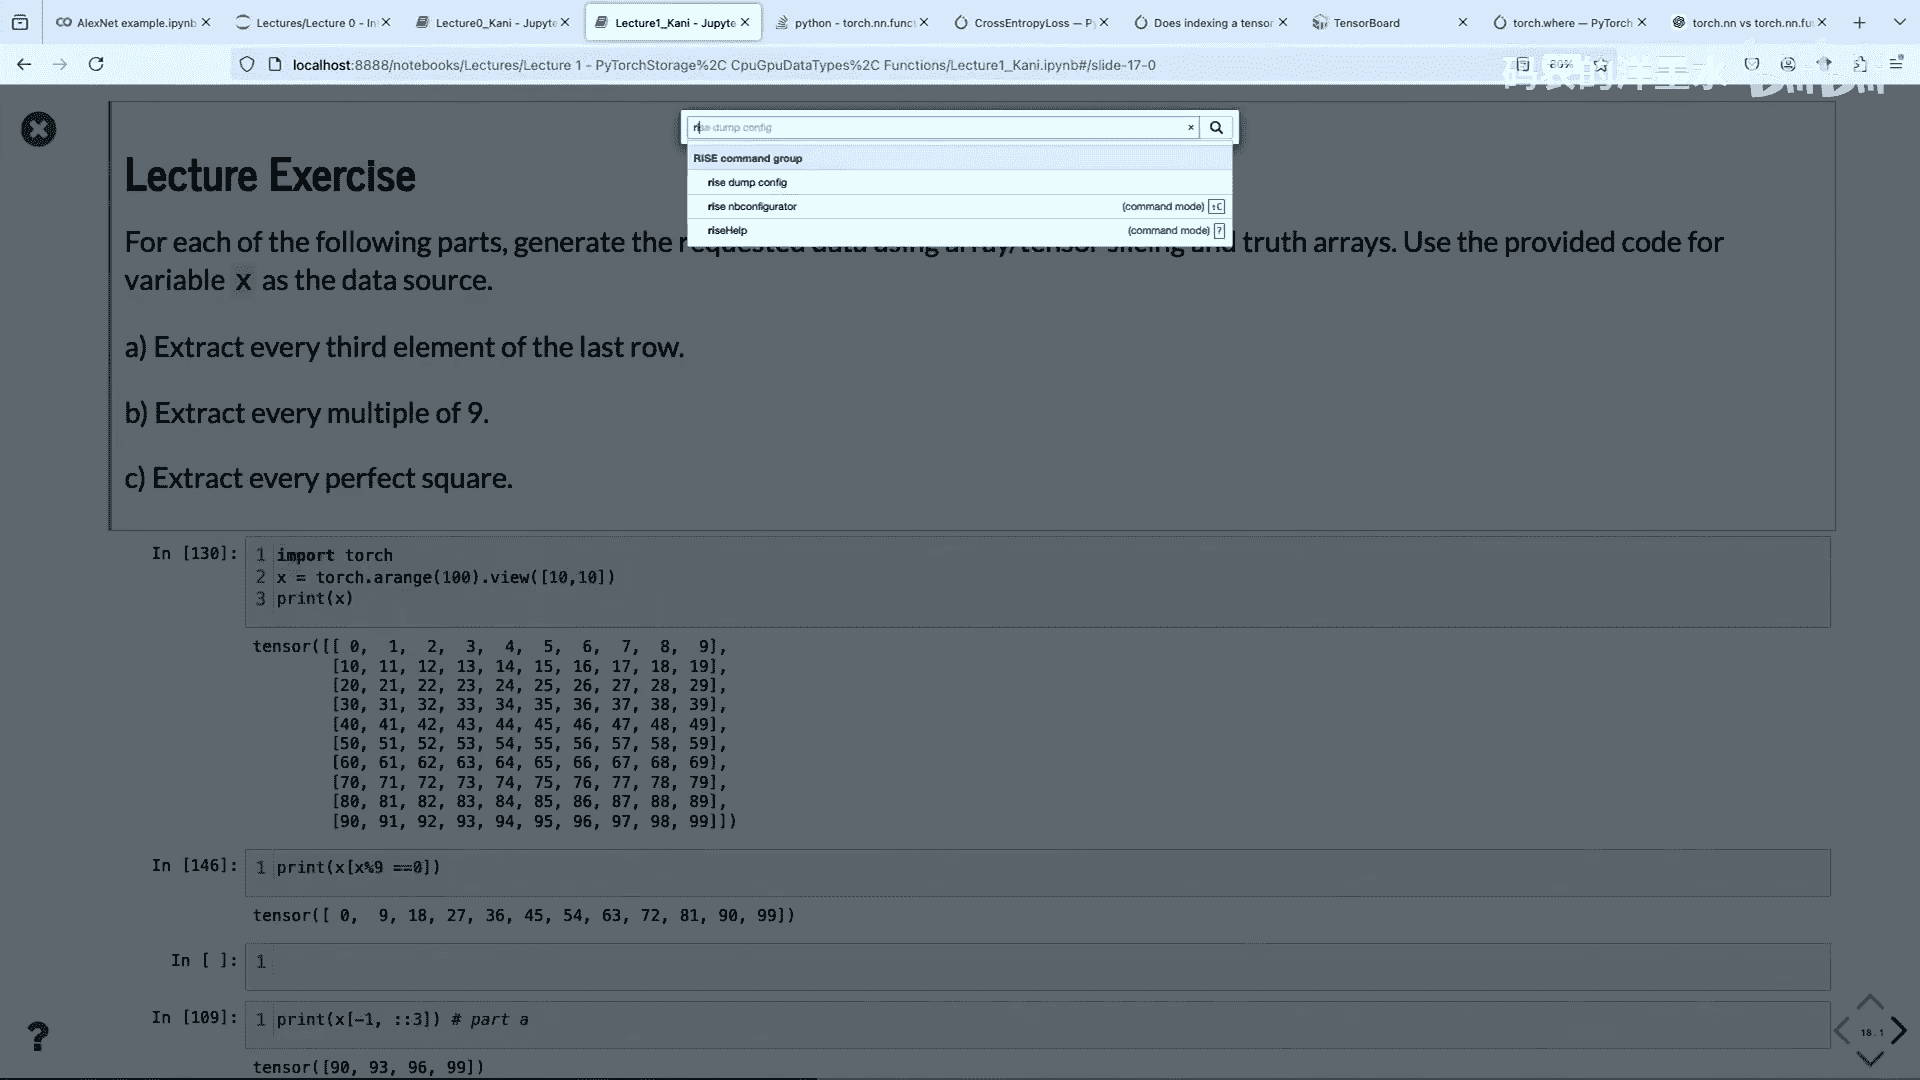 AlexNet example.ipynb
Lectures/Lecture 0 - In
Lecture0_Kani - Jupyte
Lecture1_Kani - Jupyte
python - torch.nn.func
CrossEntropyLoss — P
Does indexing a tensor
TensorBoard
torch.where — PyTorch
torch.nn vs torch.nn.fu
localhost:8888/notebooks/Lectures/Lecture 1 - PyTorchStorage%2C CpuGpuDataTypes%2C Functions/Lecture1_Kani.ipynb#/slide-17-0
80%
rise dump config
RISE command group
rise dump config
rise nbconfigurator (command mode) ⇧C
riseHelp (command mode) ?
Lecture Exercise
For each of the following parts, generate the requested data using array/tensor slicing and truth arrays. Use the provided code for
variable x as the data source.
a) Extract every third element of the last row.
b) Extract every multiple of 9.
c) Extract every perfect square.
In [130]:
1 import torch
2 x = torch.arange(100).view([10,10])
3 print(x)
tensor([[ 0, 1, 2, 3, 4, 5, 6, 7, 8, 9],
[10, 11, 12, 13, 14, 15, 16, 17, 18, 19],
[20, 21, 22, 23, 24, 25, 26, 27, 28, 29],
[30, 31, 32, 33, 34, 35, 36, 37, 38, 39],
[40, 41, 42, 43, 44, 45, 46, 47, 48, 49],
[50, 51, 52, 53, 54, 55, 56, 57, 58, 59],
[60, 61, 62, 63, 64, 65, 66, 67, 68, 69],
[70, 71, 72, 73, 74, 75, 76, 77, 78, 79],
[80, 81, 82, 83, 84, 85, 86, 87, 88, 89],
[90, 91, 92, 93, 94, 95, 96, 97, 98, 99]])
In [146]:
1 print(x[x%9 ==0])
tensor([ 0, 9, 18, 27, 36, 45, 54, 63, 72, 81, 90, 99])
In [ ]:
1
In [109]:
1 print(x[-1, ::3]) # part a
tensor([90, 93, 96, 99])
?
18.1